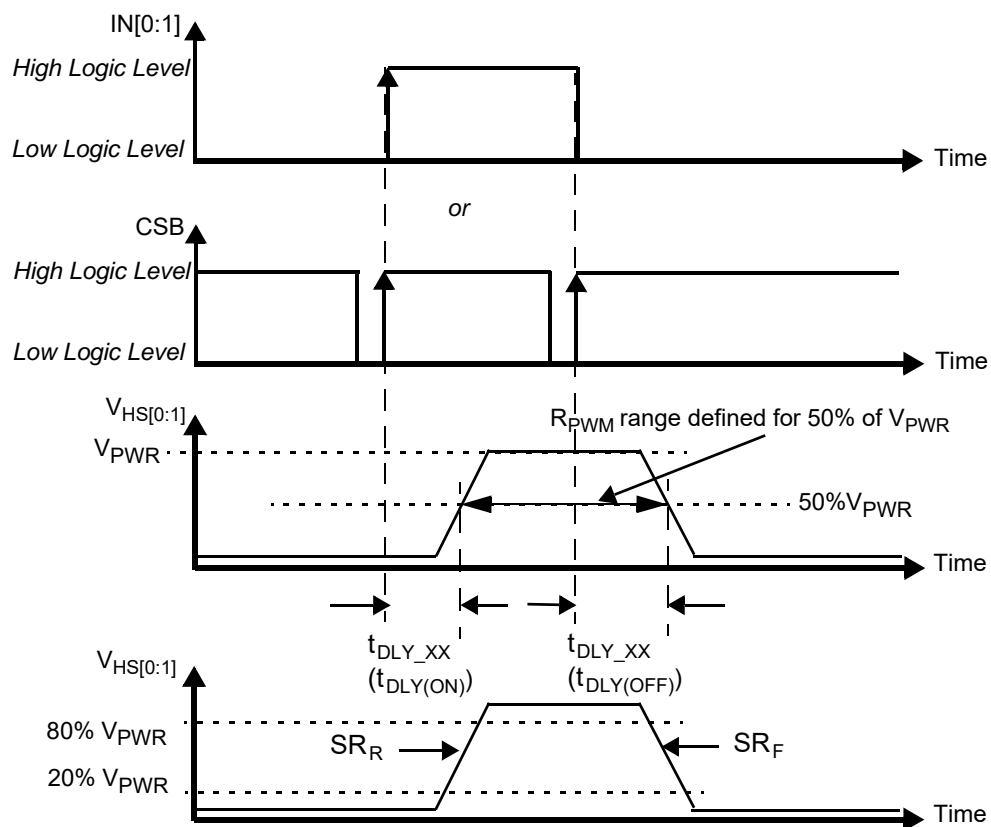 IN[0:1]
High Logic Level
Low Logic Level
Time
or
CSB
High Logic Level
Low Logic Level
Time
VHS[0:1]
RPWM range defined for 50% of VPWR
VPWR
50%VPWR
Time
tDLY_XX
(tDLY(ON))
tDLY_XX
(tDLY(OFF))
VHS[0:1]
80% VPWR
SRR
SRF
20% VPWR
Time